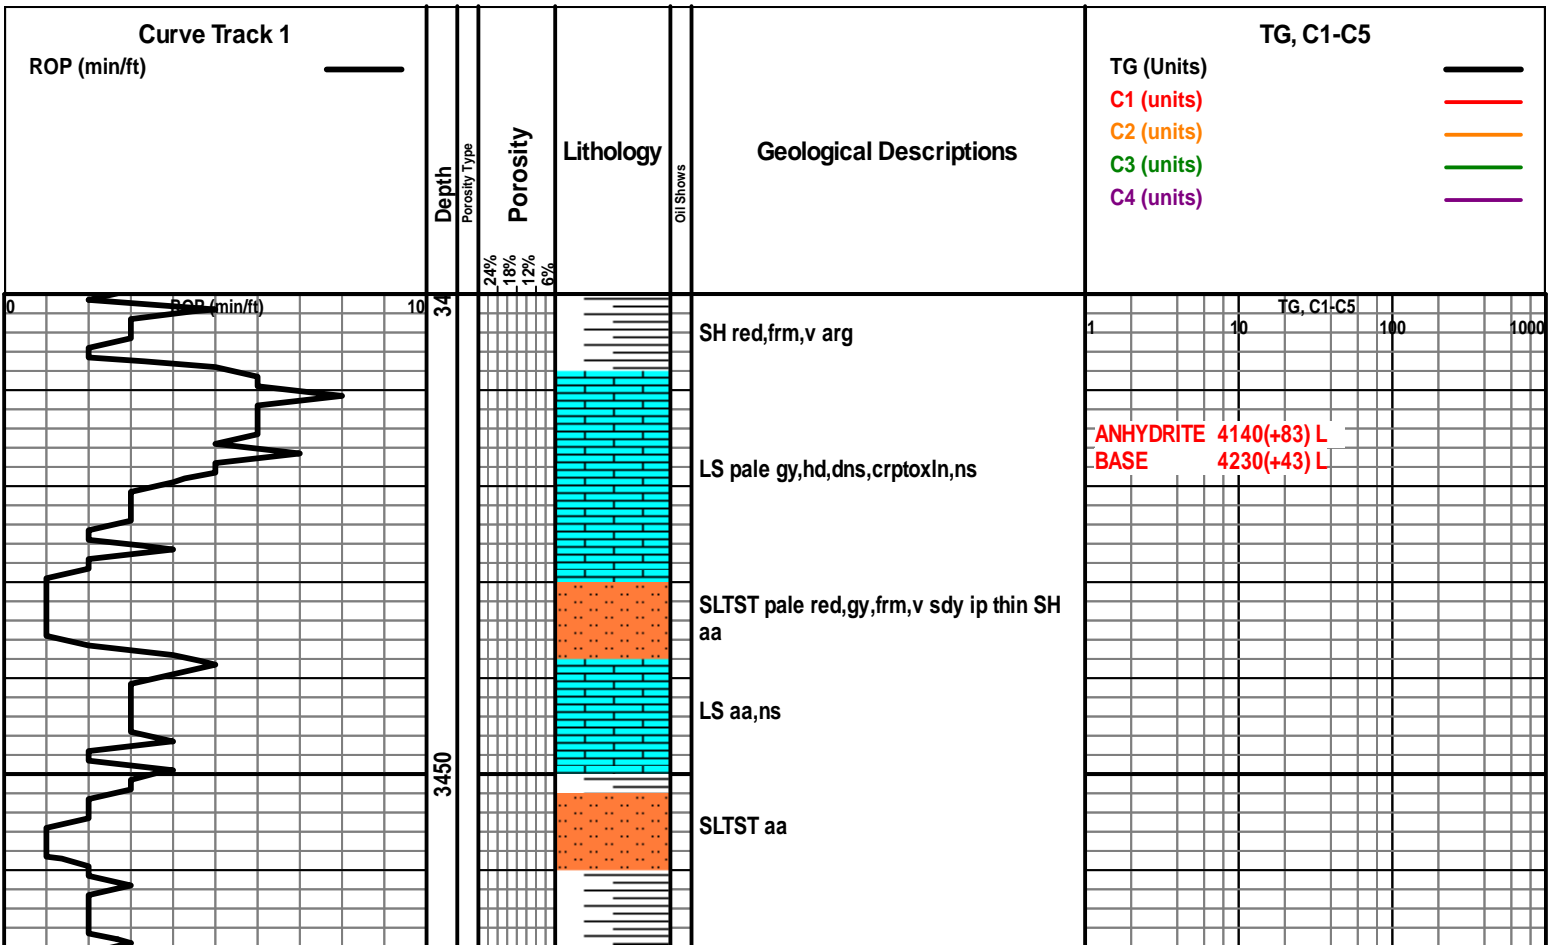 Curve Track 1
ROP (min/ft)
Depth
Porosity Type
Porosity
24%
18%
12%
6%
Lithology
Oil Shows
Geological Descriptions
TG, C1-C5
TG (Units)
C1 (units)
C2 (units)
C3 (units)
C4 (units)
0 ROP (min/ft) 10
34
TG, C1-C5
1 10 100 1000
SH red,frm,v arg
ANHYDRITE 4140(+83) L
BASE 4230(+43) L
LS pale gy,hd,dns,crptoxln,ns
SLTST pale red,gy,frm,v sdy ip thin SH
aa
LS aa,ns
3450
SLTST aa